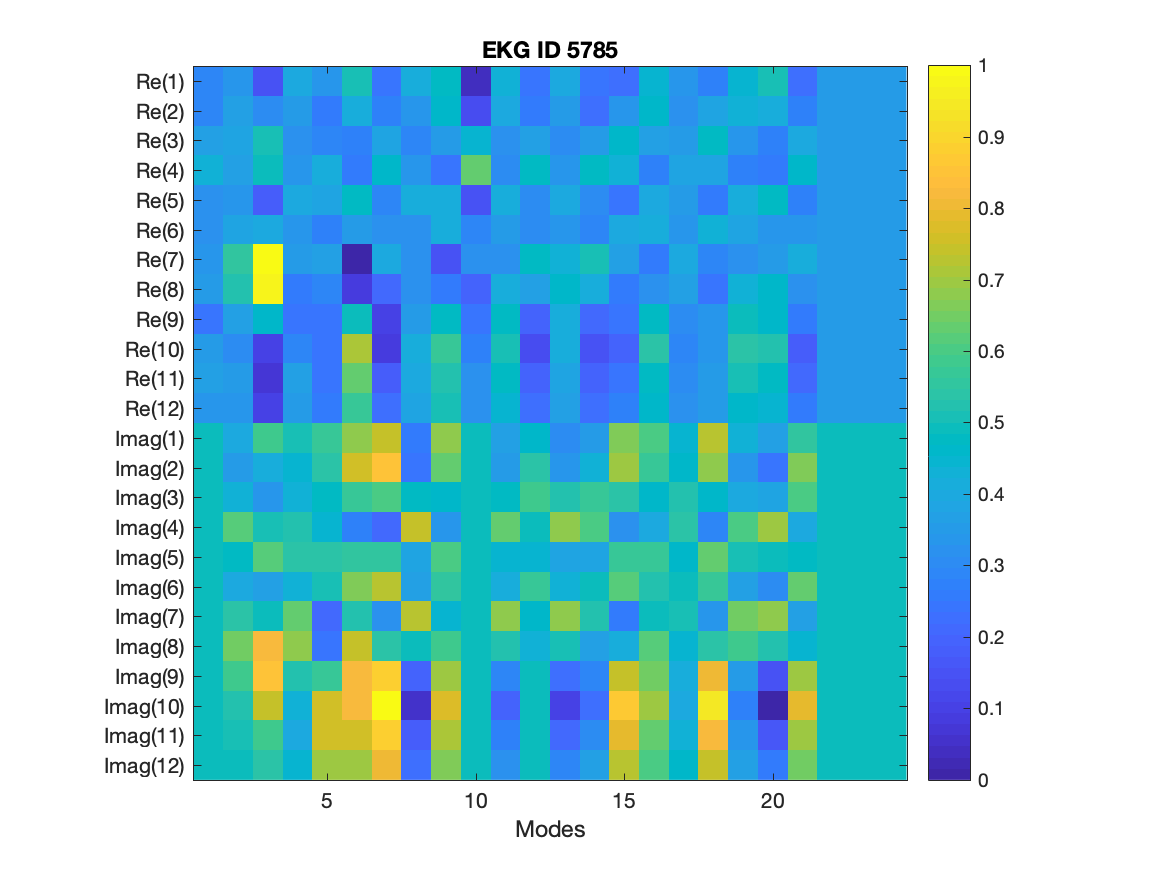 EKG ID 5785
Re(1)
Re(2)
Re(3)
Re(4)
Re(5)
Re(6)
Re(7)
Re(8)
Re(9)
Re(10)
Re(11)
Re(12)
Imag(1)
Imag(2)
Imag(3)
Imag(4)
Imag(5)
Imag(6)
Imag(7)
Imag(8)
Imag(9)
Imag(10)
Imag(11)
Imag(12)
5 10 15 20
Modes
1
0.9
0.8
0.7
0.6
0.5
0.4
0.3
0.2
0.1
0